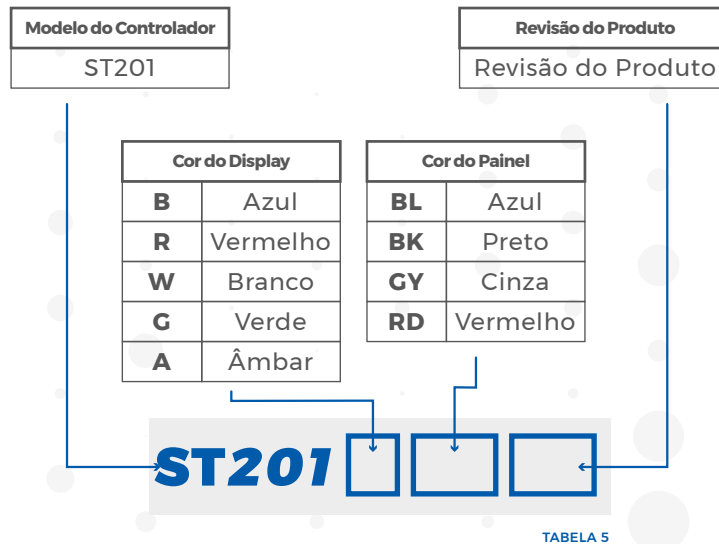 Modelo do Controlador
ST201
Revisão do Produto
Revisão do Produto
Cor do Display
B Azul
R Vermelho
W Branco
G Verde
A Âmbar
Cor do Painel
BL Azul
BK Preto
GY Cinza
RD Vermelho
ST201
TABELA 5